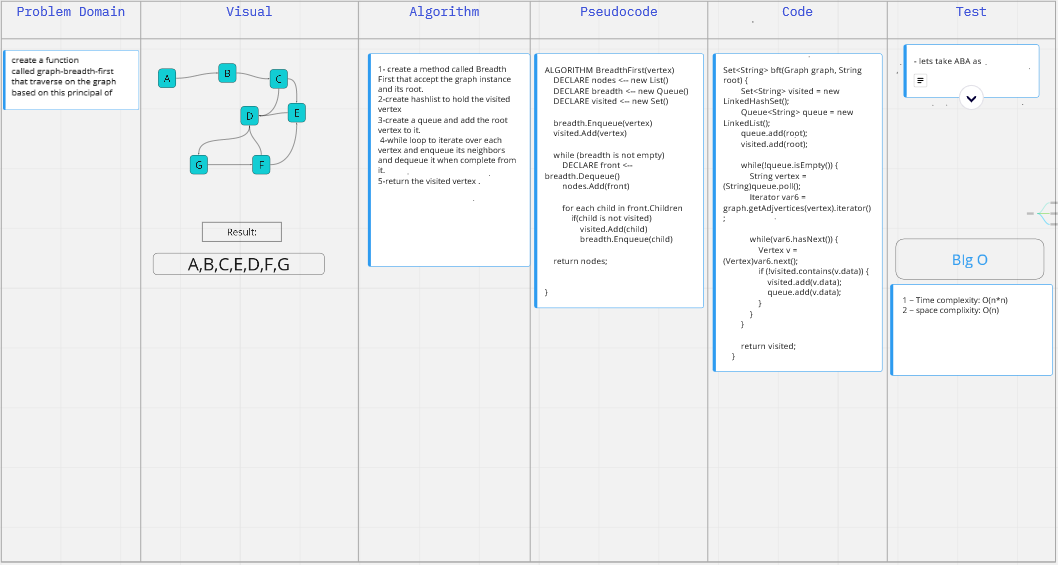 Problem Domain
Visual
Algorithm
Pseudocode
Code
Test
create a function
called graph-breadth-first
that traverse on the graph
based on this principal of
A
B
C
D
E
G
F
Result:
A,B,C,E,D,F,G
1- create a method called Breadth
First that accept the graph instance
and its root.
2-create hashlist to hold the visited
vertex
3-create a queue and add the root
vertex to it.
4-while loop to iterate over each
vertex and enqueue its neighbors
and dequeue it when complete from
it.
5-return the visited vertex .
ALGORITHM BreadthFirst(vertex)
DECLARE nodes <-- new List()
DECLARE breadth <-- new Queue()
DECLARE visited <-- new Set()
breadth.Enqueue(vertex)
visited.Add(vertex)
while (breadth is not empty)
DECLARE front <--
breadth.Dequeue()
nodes.Add(front)
for each child in front.Children
if(child is not visited)
visited.Add(child)
breadth.Enqueue(child)
return nodes;
}
Set<String> bft(Graph graph, String
root) {
Set<String> visited = new
LinkedHashSet();
Queue<String> queue = new
LinkedList();
queue.add(root);
visited.add(root);
while(!queue.isEmpty()) {
String vertex =
(String)queue.poll();
Iterator var6 =
graph.getAdjvertices(vertex).iterator()
;
while(var6.hasNext()) {
Vertex v =
(Vertex)var6.next();
if (!visited.contains(v.data)) {
visited.add(v.data);
queue.add(v.data);
}
}
}
return visited;
}
- lets take ABA as
BIg O
1 – Time complexity: O(n*n)
2 – space complixity: O(n)